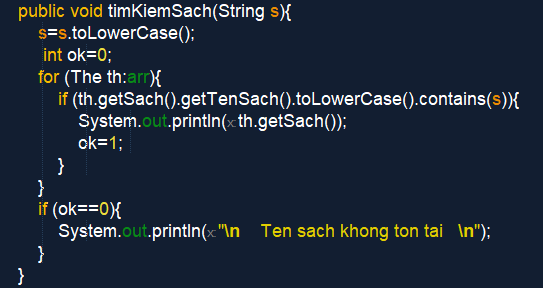 public void timKiemSach(String s){
    s=s.toLowerCase();
     int ok=0;
    for (The th:arr){
        if (th.getSach().getTenSach().toLowerCase().contains(s)){
            System.out.println(x: th.getSach());
            ok=1;
        }
    }
    if (ok==0){
        System.out.println(x: "\n    Ten sach khong ton tai   \n");
    }
}